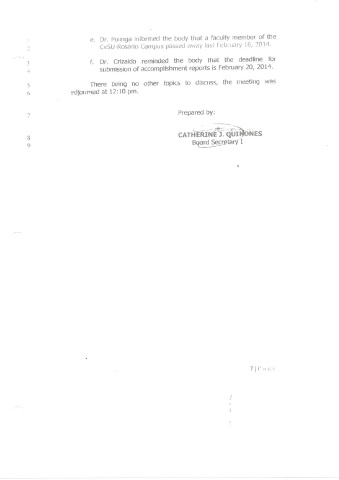 1 e. Dr. Poinga informed the body that a faculty member of the
2 CvSU-Rosario Campus passed away last February 16, 2014.
3 f. Dr. Crizaldo reminded the body that the deadline for
4 submission of accomplishment reports is February 20, 2014.
5 There being no other topics to discuss, the meeting was
6 adjourned at 12:10 pm.
7 Prepared by:
8 CATHERINE J. QUIÑONES
9 Board Secretary I
7 | P a g e